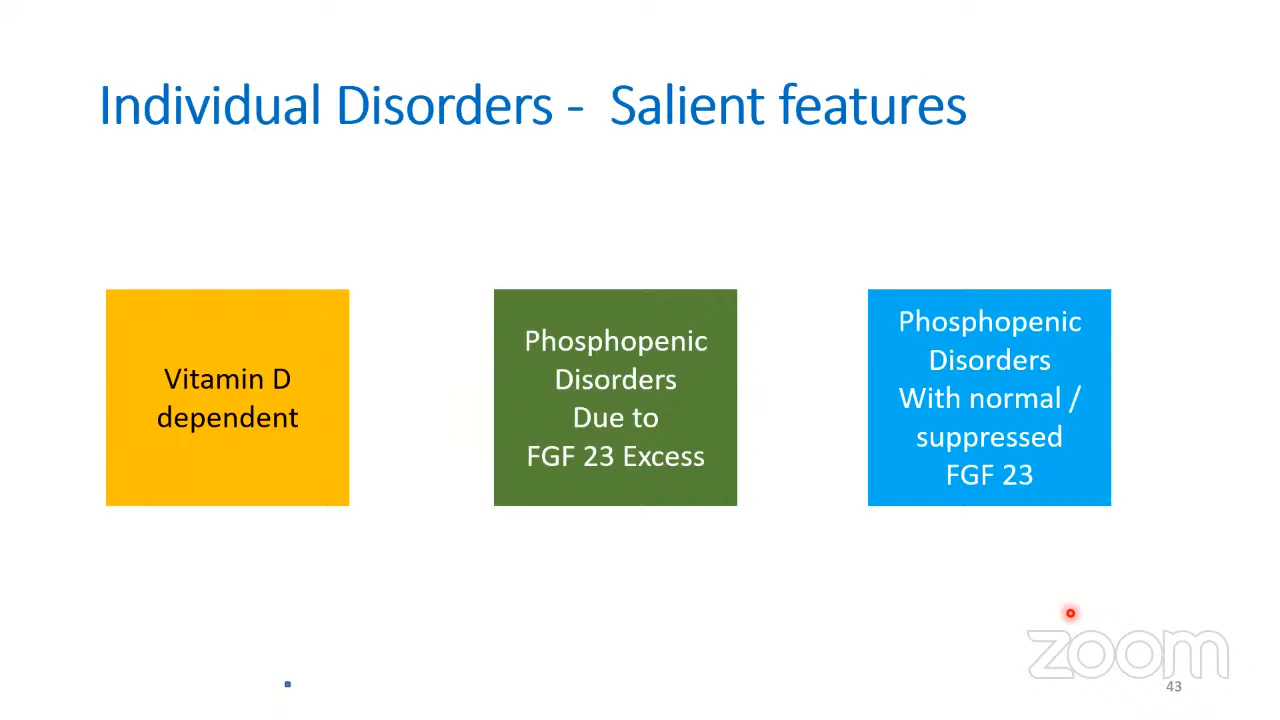 Individual Disorders - Salient features
Vitamin D
dependent
Phosphopenic
Disorders
Due to
FGF 23 Excess
Phosphopenic
Disorders
With normal /
suppressed
FGF 23
zoom
43